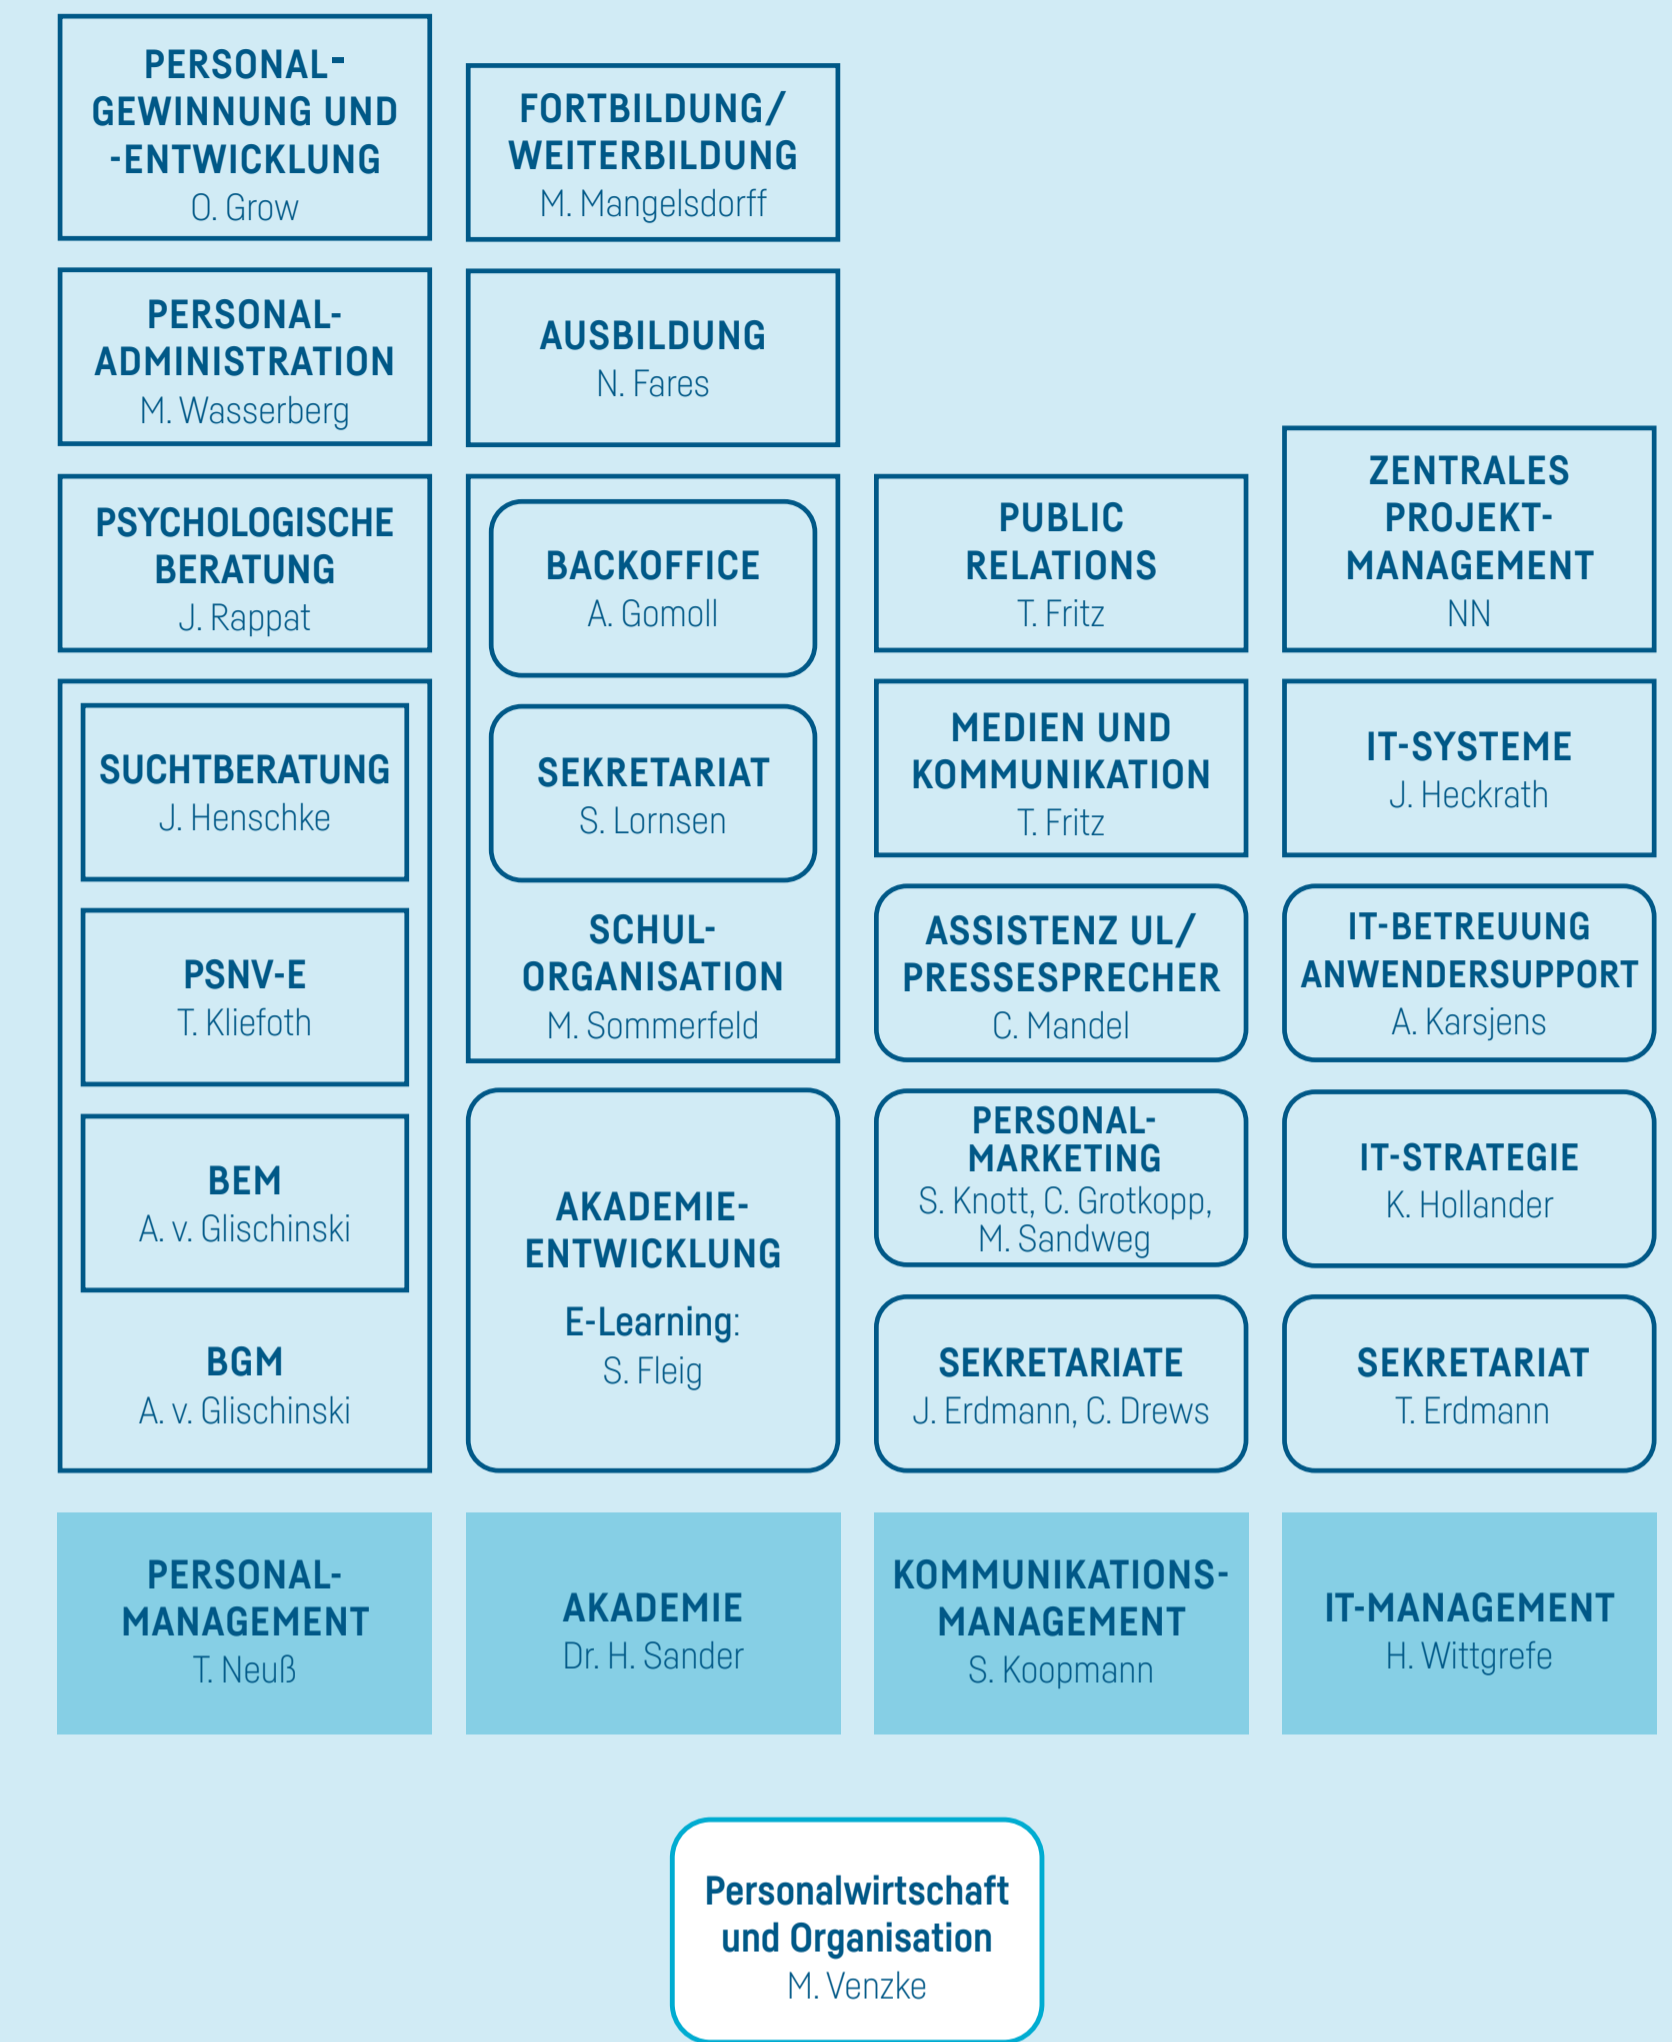 PERSONAL-
GEWINNUNG UND
-ENTWICKLUNG
O. Grow
PERSONAL-
ADMINISTRATION
M. Wasserberg
PSYCHOLOGISCHE
BERATUNG
J. Rappat
SUCHTBERATUNG
J. Henschke
PSNV-E
T. Kliefoth
BEM
A. v. Glischinski
BGM
A. v. Glischinski
PERSONAL-
MANAGEMENT
T. Neuß
FORTBILDUNG/
WEITERBILDUNG
M. Mangelsdorff
AUSBILDUNG
N. Fares
BACKOFFICE
A. Gomoll
SEKRETARIAT
S. Lornsen
SCHUL-
ORGANISATION
M. Sommerfeld
AKADEMIE-
ENTWICKLUNG
E-Learning:
S. Fleig
AKADEMIE
Dr. H. Sander
PUBLIC
RELATIONS
T. Fritz
MEDIEN UND
KOMMUNIKATION
T. Fritz
ASSISTENZ UL/
PRESSESPRECHER
C. Mandel
PERSONAL-
MARKETING
S. Knott, C. Grotkopp,
M. Sandweg
SEKRETARIATE
J. Erdmann, C. Drews
KOMMUNIKATIONS-
MANAGEMENT
S. Koopmann
ZENTRALES
PROJEKT-
MANAGEMENT
NN
IT-SYSTEME
J. Heckrath
IT-BETREUUNG
ANWENDERSUPPORT
A. Karsjens
IT-STRATEGIE
K. Hollander
SEKRETARIAT
T. Erdmann
IT-MANAGEMENT
H. Wittgrefe
Personalwirtschaft
und Organisation
M. Venzke